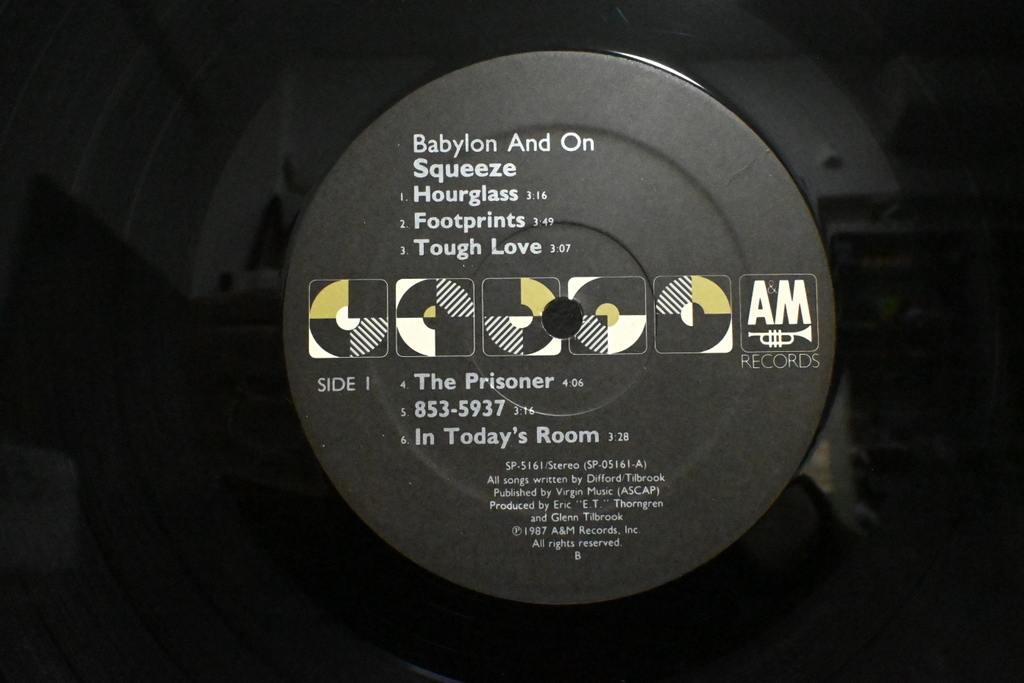 Babylon And On
Squeeze
1. Hourglass 3:16
2. Footprints 3:49
3. Tough Love 3:07
A&M
RECORDS
SIDE 1
4. The Prisoner 4:06
5. 853-5937 3:16
6. In Today's Room 3:28
SP-5161/Stereo (SP-05161-A)
All songs written by Difford/Tilbrook
Published by Virgin Music (ASCAP)
Produced by Eric "E.T." Thorngren
and Glenn Tilbrook
℗1987 A&M Records, Inc.
All rights reserved.
B